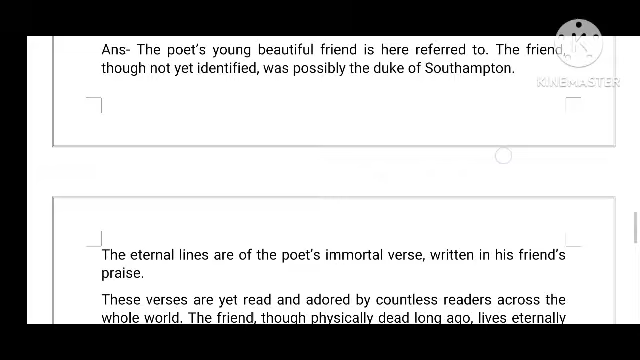 Ans- The poet's young beautiful friend is here referred to. The friend,
though not yet identified, was possibly the duke of Southampton.
KINEMASTER
The eternal lines are of the poet's immortal verse, written in his friend's
praise.
These verses are yet read and adored by countless readers across the
whole world. The friend, though physically dead long ago, lives eternally